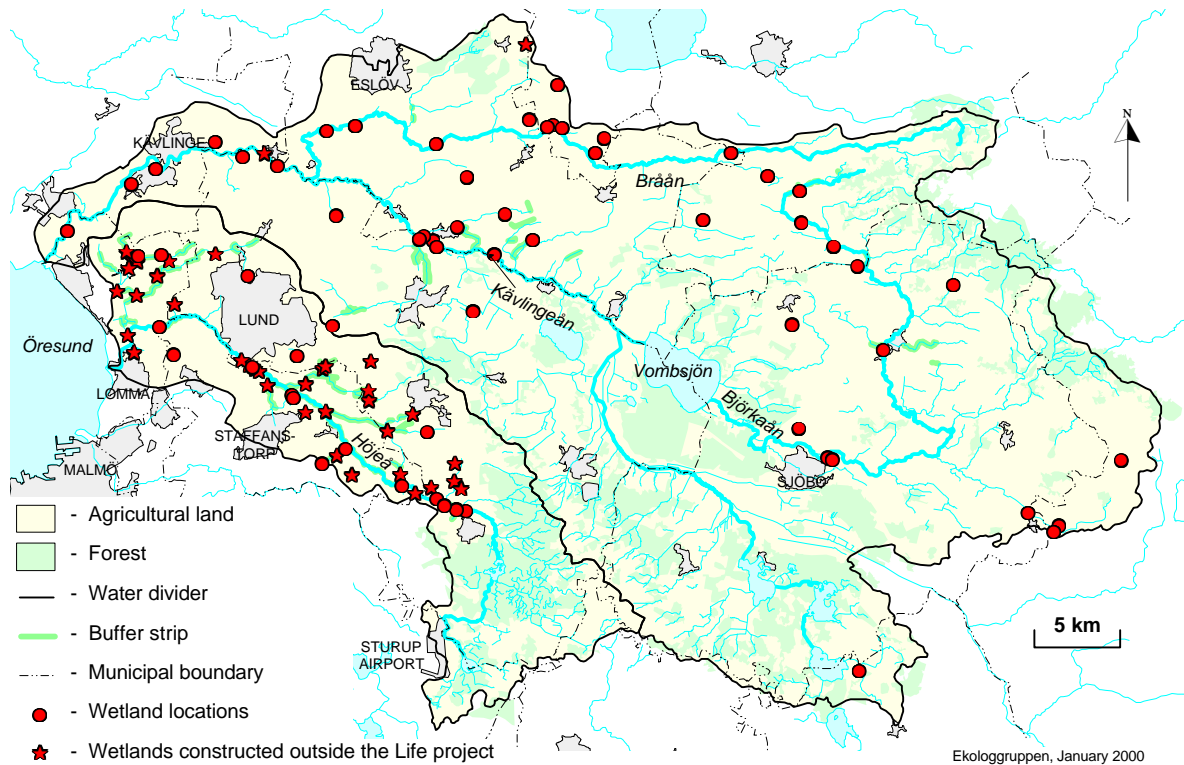 ESLÖV
N
KÄVLINGE
Bråån
Kävlingeån
LUND
Öresund
Vombsjön
LOMMA
Björkaån
STAFFANS-
TORP
Höjeå
MALMÖ
SJÖBO
- Agricultural land
- Forest
- Water divider
- Buffer strip
5 km
STURUP
AIRPORT
- Municipal boundary
- Wetland locations
- Wetlands constructed outside the Life project
Ekologgruppen, January 2000